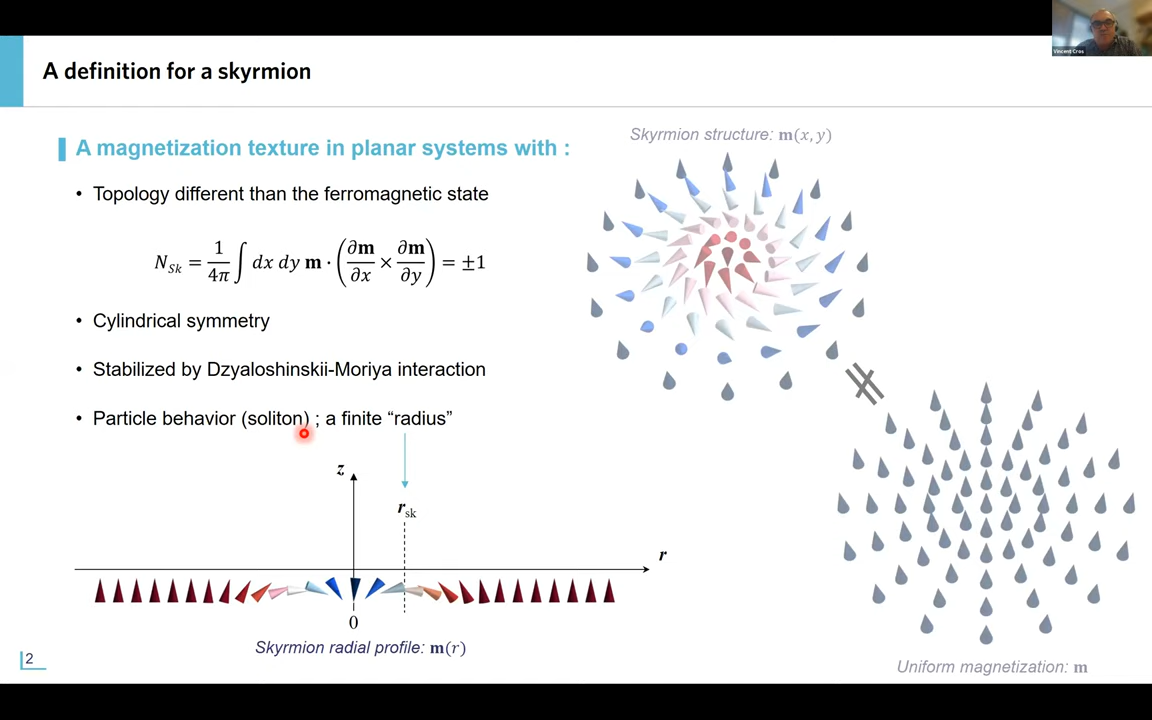 Vincent Cros
A definition for a skyrmion
A magnetization texture in planar systems with :
Skyrmion structure: m(x, y)
• Topology different than the ferromagnetic state
N_Sk = 1/4π ∫ dx dy m · (∂m/∂x × ∂m/∂y) = ±1
• Cylindrical symmetry
• Stabilized by Dzyaloshinskii-Moriya interaction
• Particle behavior (soliton) ; a finite “radius”
z
r_sk
r
0
Skyrmion radial profile: m(r)
Uniform magnetization: m
2